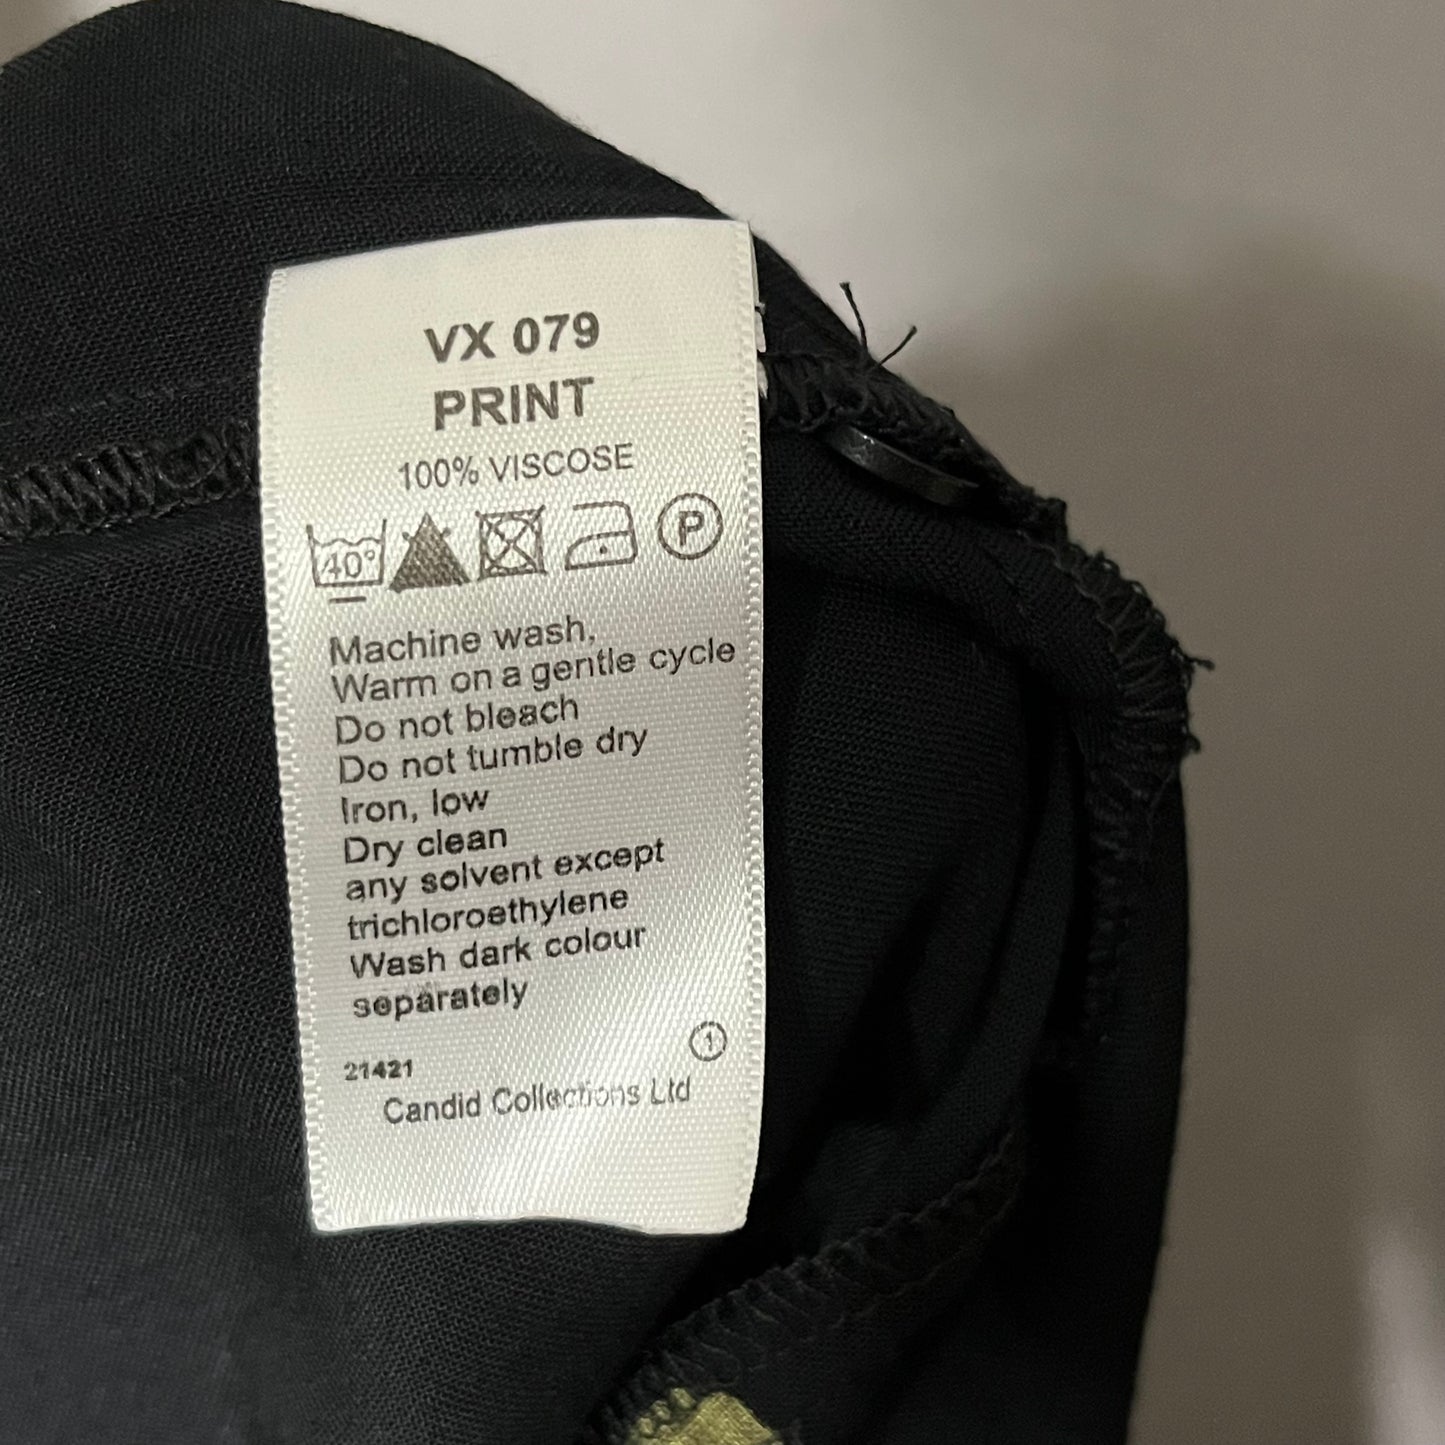 VX 079
PRINT
100% VISCOSE
40° P
Machine wash,
Warm on a gentle cycle
Do not bleach
Do not tumble dry
Iron, low
Dry clean
any solvent except
trichloroethylene
Wash dark colour
separately
1
21421
Candid Collections Ltd